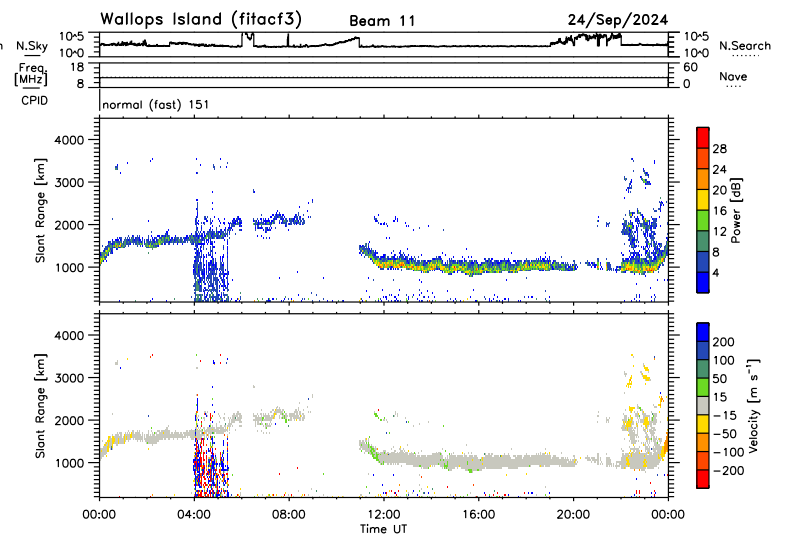 Wallops Island (fitacf3) Beam 11 24/Sep/2024
n N.Sky 10^5 10^0 10^5 10^0 N.Search
Freq. [MHz] 18 8 60 0 Nave
CPID normal (fast) 151
Slant Range [km] 4000 3000 2000 1000
28 24 20 16 12 8 4 Power [dB]
Slant Range [km] 4000 3000 2000 1000
200 100 50 15 −15 −50 −100 −200 Velocity [m s⁻¹]
00:00 04:00 08:00 12:00 16:00 20:00 00:00
Time UT